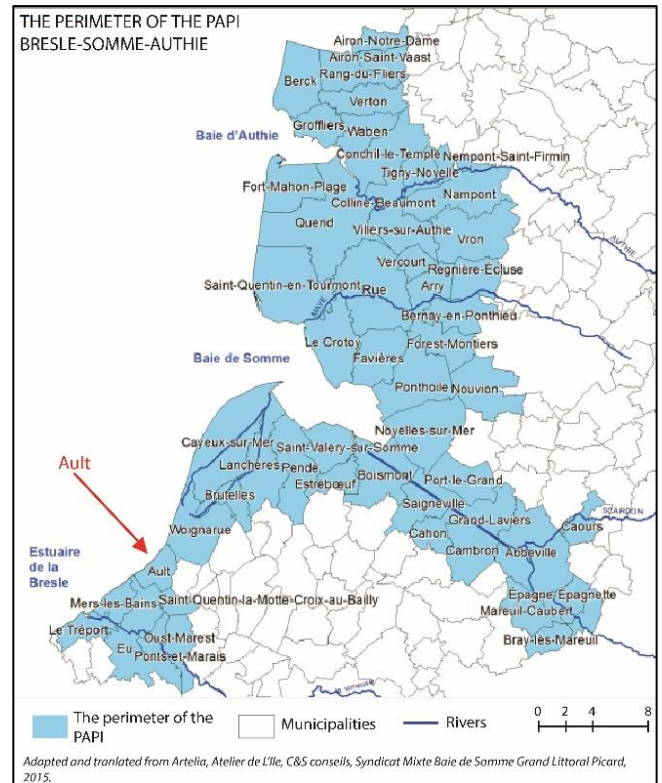 THE PERIMETER OF THE PAPI
BRESLE-SOMME-AUTHIE
Airon-Notre-Dame
Airon-Saint-Vaast
Rang-du-Fliers
Berck
Verton
Groffliers
Waben
Baie d'Authie
Conchil-le-Temple
Nempont-Saint-Firmin
Tigny-Noyelle
Fort-Mahon-Plage
Nampont
Colline-Beaumont
Quend
Villers-sur-Authie
Vron
AUTHIE
Vercourt
Regnière-Ecluse
Saint-Quentin-en-Tourmont
Rue
Arry
MAYE
Bernay-en-Ponthieu
Le Crotoy
Forest-Montiers
Baie de Somme
Favières
Ponthoile
Nouvion
Noyelles-sur-Mer
Cayeux-sur-Mer
Saint-Valery-sur-Somme
Ault
Lanchères
Pendé
Boismont
Port-le-Grand
Estrebœuf
Brutelles
Saigneville
SCARDON
Woignarue
Grand-Laviers
Caours
Cahon
Estuaire
de la
Bresle
Cambron
Abbeville
Ault
Épagne-Épagnette
Mers-les-Bains
Saint-Quentin-la-Motte-Croix-au-Bailly
Mareuil-Caubert
Le Tréport
Oust-Marest
Bray-lès-Mareuil
Eu
Ponts-et-Marais
The perimeter of the
PAPI
Municipalities
Rivers
0 2 4 8
Adapted and tranlated from Artelia, Atelier de L'Ile, C&S conseils, Syndicat Mixte Baie de Somme Grand Littoral Picard,
2015.